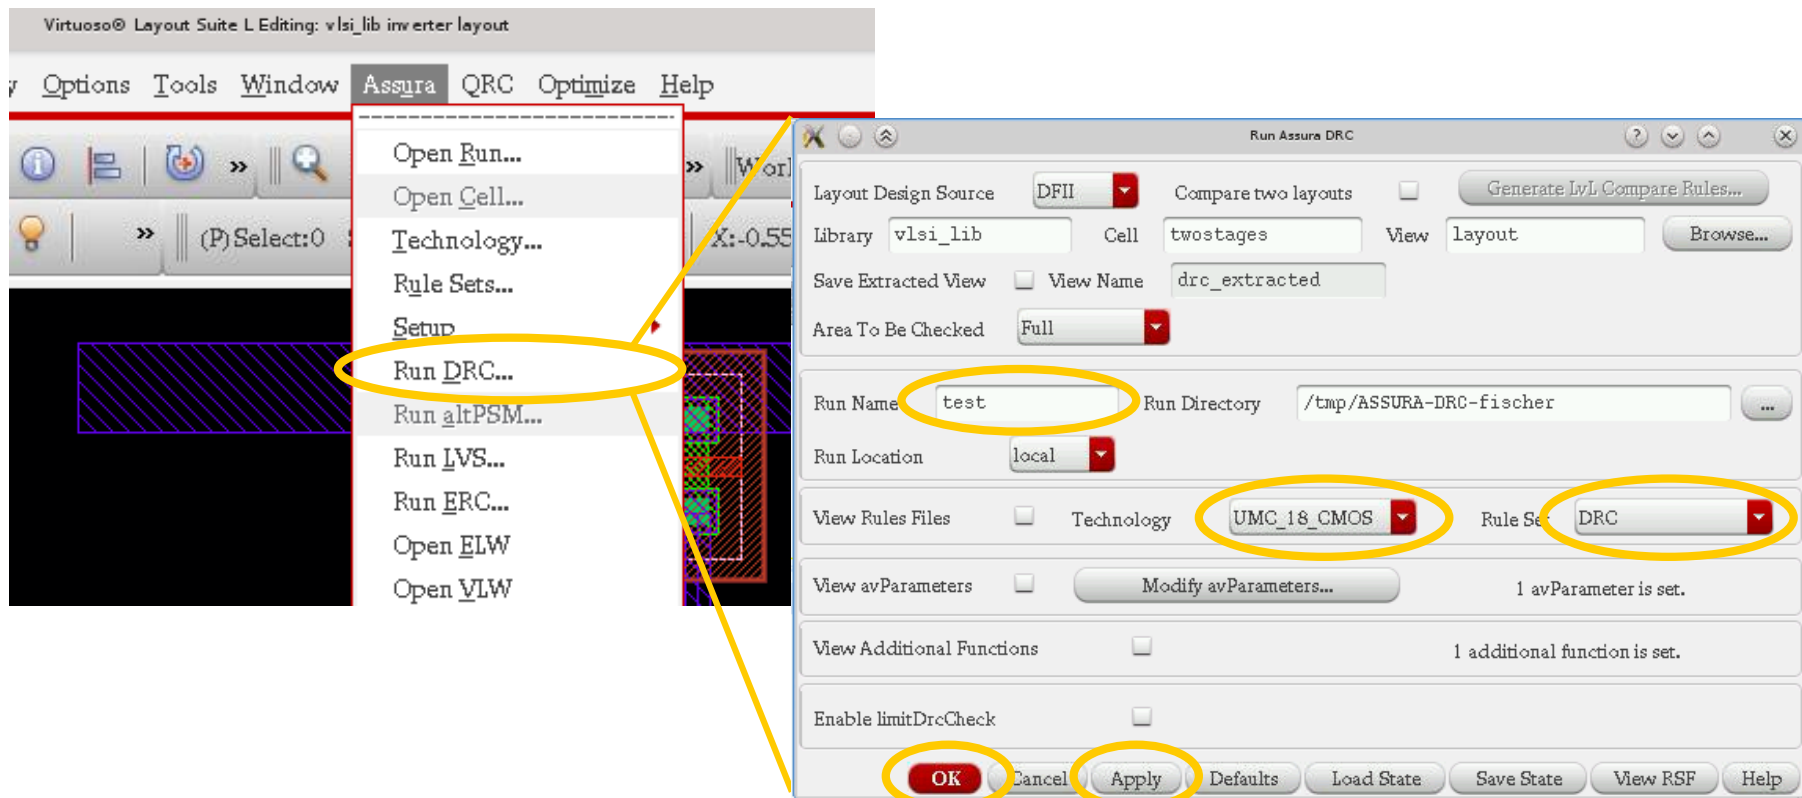 Virtuoso® Layout Suite L Editing: vlsi_lib inverter layout
Options Tools Window Assura QRC Optimize Help
Open Run...
Open Cell...
(P) Select:0
X:-0.55
Technology...
Rule Sets...
Setup
Run DRC...
Run altPSM...
Run LVS...
Run ERC...
Open ELW
Open VLW
Run Assura DRC
Layout Design Source DFII Compare two layouts Generate LvL Compare Rules...
Library vlsi_lib Cell twostages View layout Browse...
Save Extracted View View Name drc_extracted
Area To Be Checked Full
Run Name test Run Directory /tmp/ASSURA-DRC-fischer ...
Run Location local
View Rules Files Technology UMC_18_CMOS Rule Set DRC
View avParameters Modify avParameters... 1 avParameter is set.
View Additional Functions 1 additional function is set.
Enable limitDrcCheck
OK Cancel Apply Defaults Load State Save State View RSF Help